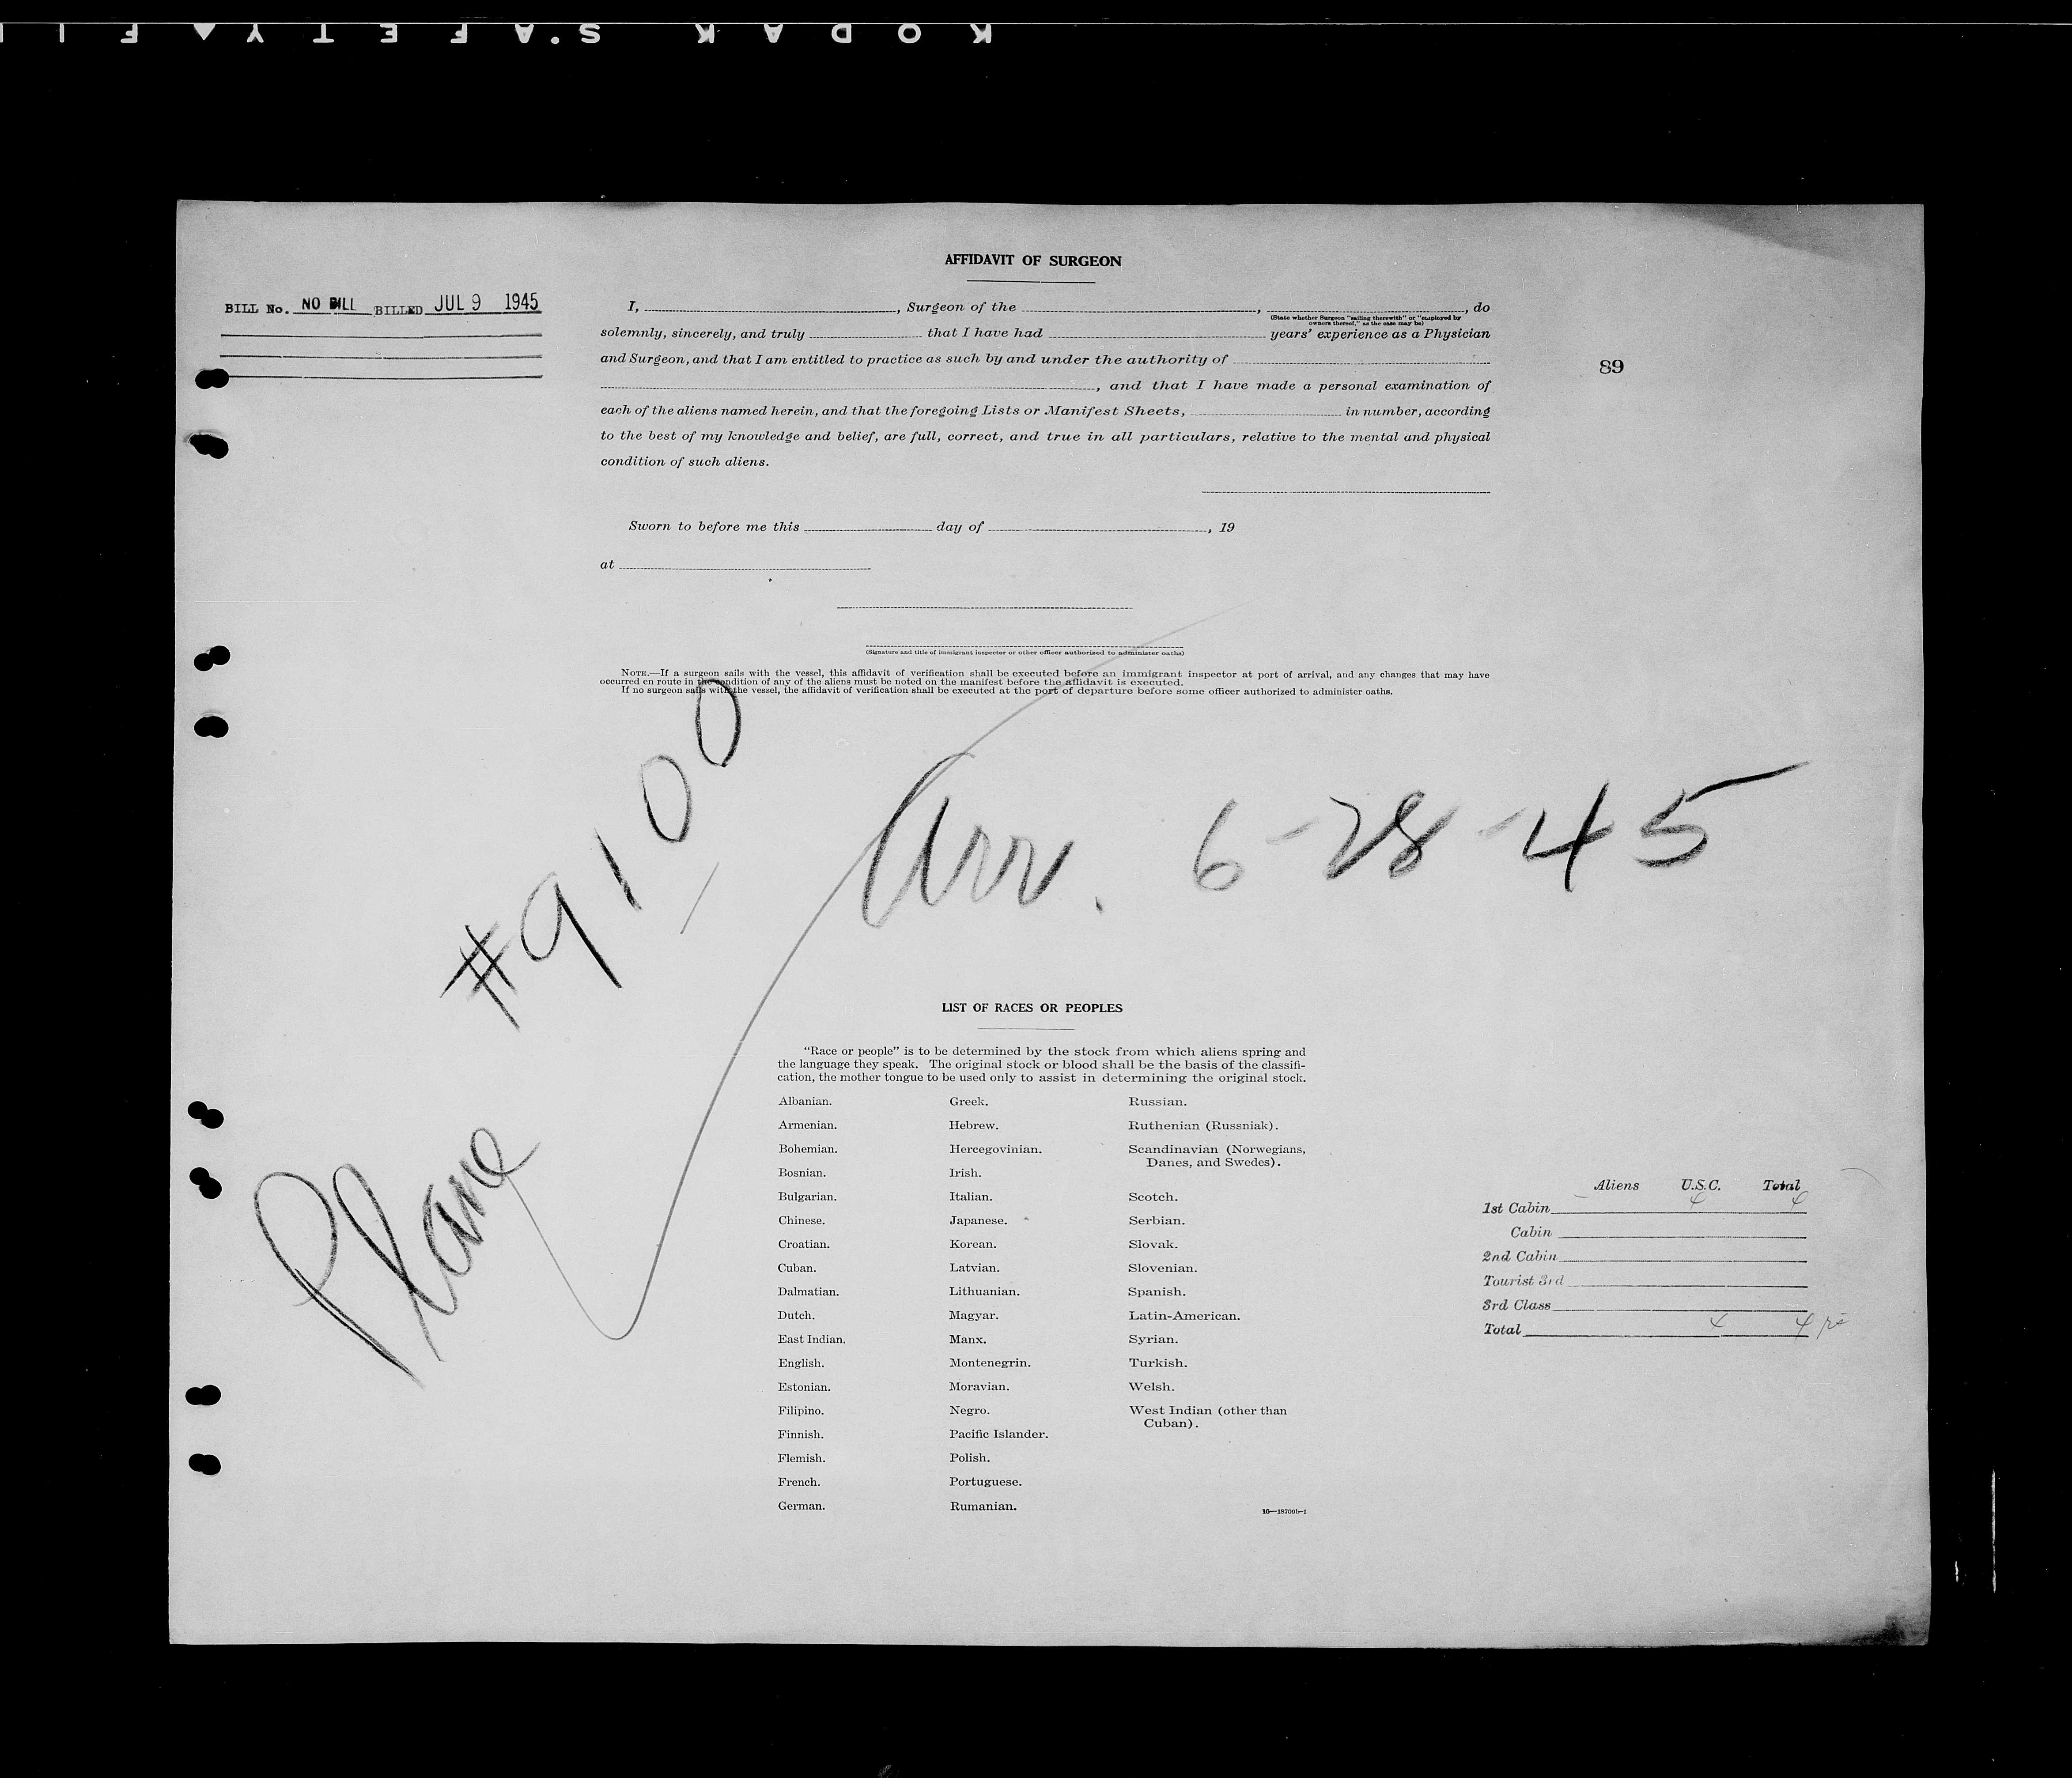 KODAK SAFETY FIL
AFFIDAVIT OF SURGEON
BILL No. NO BILL BILLED JUL 9 1945
I, , Surgeon of the , , do
(State whether Surgeon "sailing therewith" or "employed by
owners thereof," as the case may be)
solemnly, sincerely, and truly that I have had years' experience as a Physician
and Surgeon, and that I am entitled to practice as such by and under the authority of
89
, and that I have made a personal examination of
each of the aliens named herein, and that the foregoing Lists or Manifest Sheets, in number, according
to the best of my knowledge and belief, are full, correct, and true in all particulars, relative to the mental and physical
condition of such aliens.
Sworn to before me this day of , 19
at
(Signature and title of immigrant inspector or other officer authorized to administer oaths)
NOTE.—If a surgeon sails with the vessel, this affidavit of verification shall be executed before an immigrant inspector at port of arrival, and any changes that may have
occurred en route in the condition of any of the aliens must be noted on the manifest before the affidavit is executed.
If no surgeon sails with the vessel, the affidavit of verification shall be executed at the port of departure before some officer authorized to administer oaths.
Plane #9100
Arr. 6-28-45
LIST OF RACES OR PEOPLES
"Race or people" is to be determined by the stock from which aliens spring and
the language they speak. The original stock or blood shall be the basis of the classifi-
cation, the mother tongue to be used only to assist in determining the original stock.
Albanian.
Armenian.
Bohemian.
Bosnian.
Bulgarian.
Chinese.
Croatian.
Cuban.
Dalmatian.
Dutch.
East Indian.
English.
Estonian.
Filipino.
Finnish.
Flemish.
French.
German.
Greek.
Hebrew.
Hercegovinian.
Irish.
Italian.
Japanese.
Korean.
Latvian.
Lithuanian.
Magyar.
Manx.
Montenegrin.
Moravian.
Negro.
Pacific Islander.
Polish.
Portuguese.
Rumanian.
Russian.
Ruthenian (Russniak).
Scandinavian (Norwegians,
Danes, and Swedes).
Scotch.
Serbian.
Slovak.
Slovenian.
Spanish.
Latin-American.
Syrian.
Turkish.
Welsh.
West Indian (other than
Cuban).
Aliens U.S.C. Total
1st Cabin - 4 4
Cabin
2nd Cabin
Tourist 3rd
3rd Class
Total 4 4